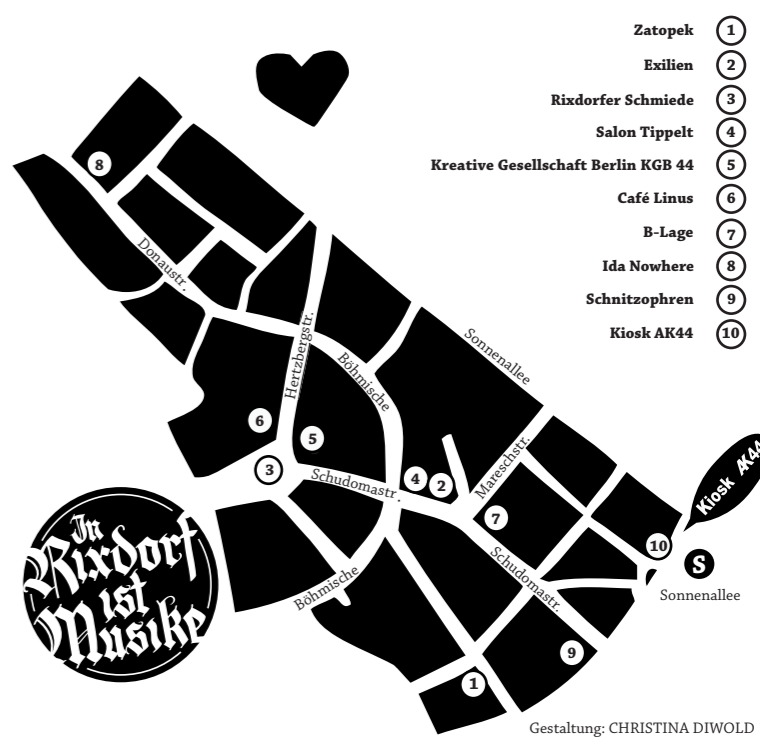 Zatopek 1
Exilien 2
Rixdorfer Schmiede 3
Salon Tippelt 4
Kreative Gesellschaft Berlin KGB 44 5
Café Linus 6
B-Lage 7
Ida Nowhere 8
Schnitzophren 9
Kiosk AK44 10
8
Donaustr.
Hertzbergstr.
Böhmische
Sonnenallee
6
5
3
Schudomastr.
4
2
Mareschstr.
7
Kiosk AK44
10
S
Sonnenallee
Schudomastr.
Böhmische
9
1
In
Rixdorf
ist
Musike
Gestaltung: CHRISTINA DIWOLD